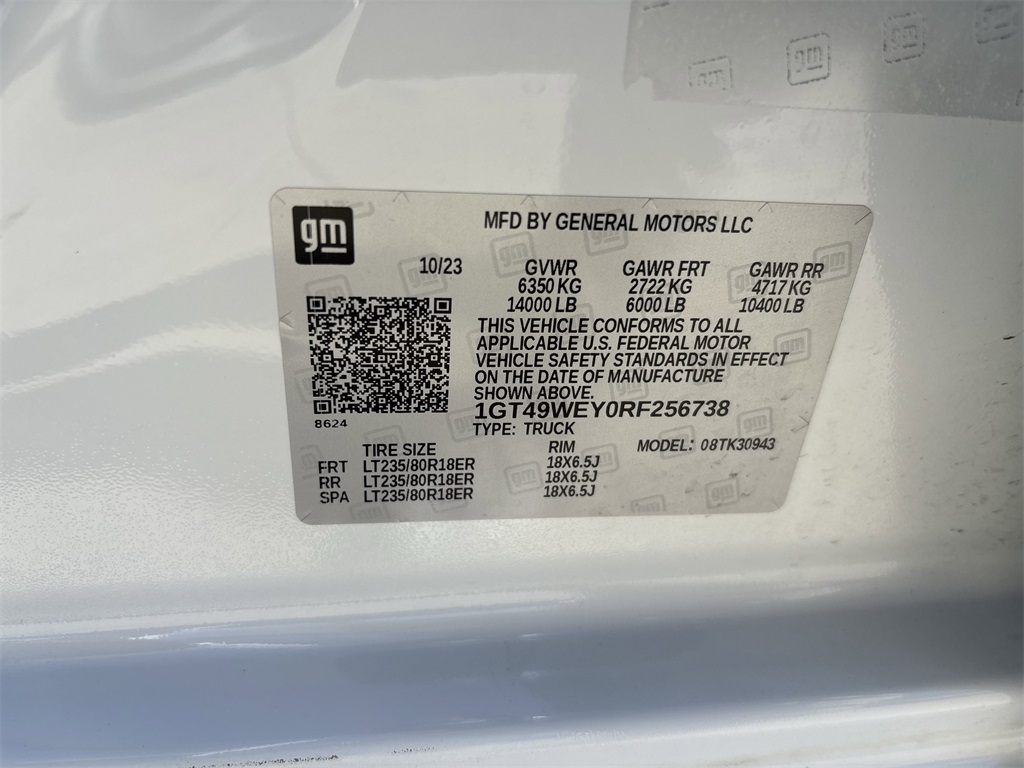 gm
MFD BY GENERAL MOTORS LLC
10/23 GVWR GAWR FRT GAWR RR
6350 KG 2722 KG 4717 KG
14000 LB 6000 LB 10400 LB
THIS VEHICLE CONFORMS TO ALL
APPLICABLE U.S. FEDERAL MOTOR
VEHICLE SAFETY STANDARDS IN EFFECT
ON THE DATE OF MANUFACTURE
SHOWN ABOVE.
8624
1GT49WEY0RF256738
TYPE: TRUCK
TIRE SIZE RIM MODEL: 08TK30943
FRT LT235/80R18ER 18X6.5J
RR LT235/80R18ER 18X6.5J
SPA LT235/80R18ER 18X6.5J